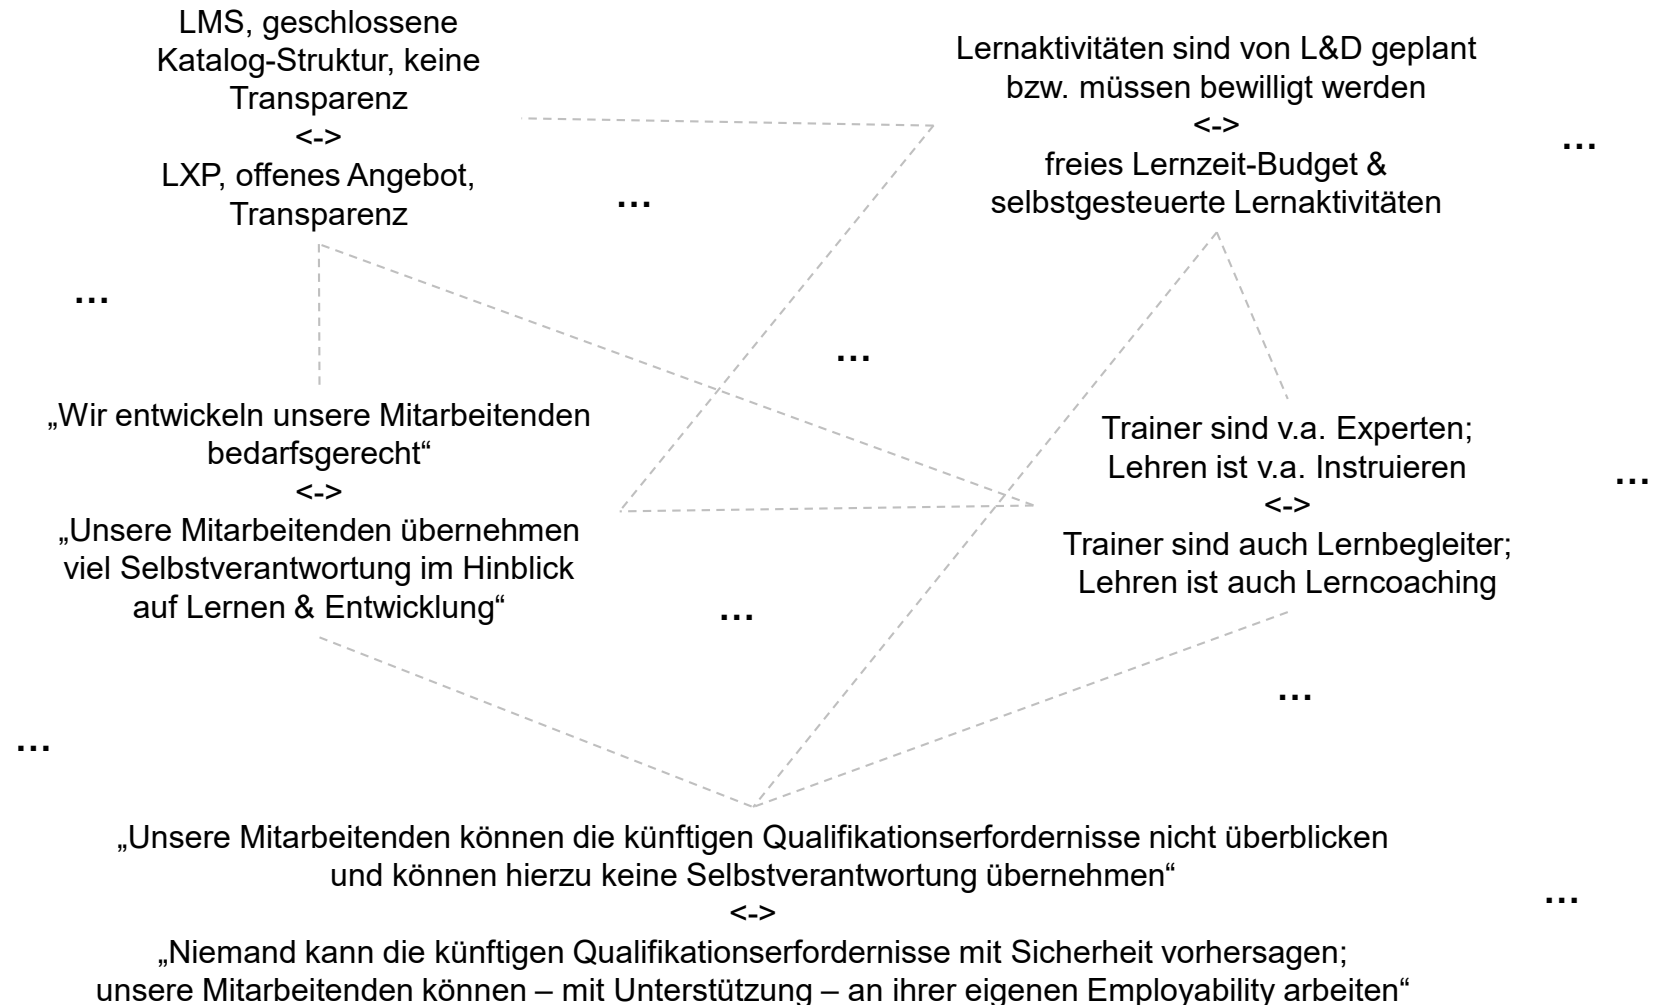 LMS, geschlossene
Katalog-Struktur, keine
Transparenz
<->
LXP, offenes Angebot,
Transparenz
Lernaktivitäten sind von L&D geplant
bzw. müssen bewilligt werden
<->
freies Lernzeit-Budget &
selbstgesteuerte Lernaktivitäten
...
...
...
...
„Wir entwickeln unsere Mitarbeitenden
bedarfsgerecht“
<->
„Unsere Mitarbeitenden übernehmen
viel Selbstverantwortung im Hinblick
auf Lernen & Entwicklung“
Trainer sind v.a. Experten;
Lehren ist v.a. Instruieren
<->
Trainer sind auch Lernbegleiter;
Lehren ist auch Lerncoaching
...
...
...
...
„Unsere Mitarbeitenden können die künftigen Qualifikationserfordernisse nicht überblicken
und können hierzu keine Selbstverantwortung übernehmen“
<->
„Niemand kann die künftigen Qualifikationserfordernisse mit Sicherheit vorhersagen;
unsere Mitarbeitenden können – mit Unterstützung – an ihrer eigenen Employability arbeiten“
...